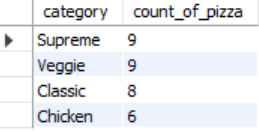 category count_of_pizza
Supreme 9
Veggie 9
Classic 8
Chicken 6